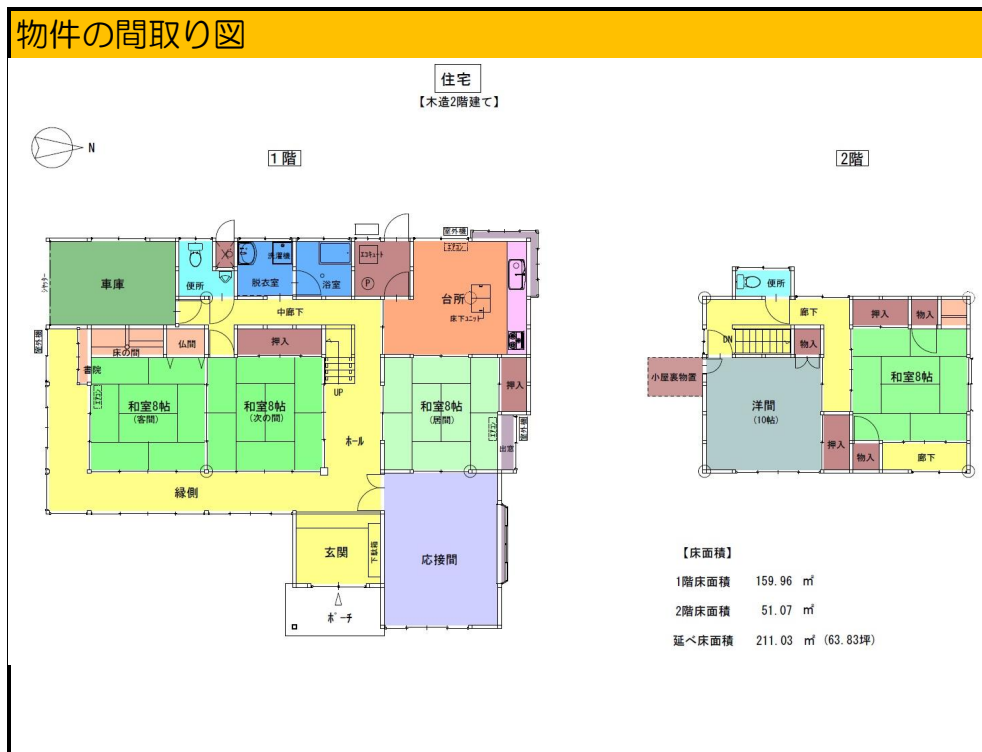 物件の間取り図
住宅
【木造2階建て】
N
1階
2階
室外機
エアコン
車庫
シャッター
便所
洗濯機
脱衣室
浴室
エコキュート
P
台所
床下ユニット
中廊下
室外機
床の間
仏間
押入
書院
エアコン
和室8帖
(客間)
和室8帖
(次の間)
UP
ホール
和室8帖
(居間)
エアコン
押入
出窓
室外機
縁側
玄関
下駄箱
応接間
ポーチ
便所
廊下
DN
物入
押入
物入
小屋裏物置
洋間
(10帖)
和室8帖
押入
物入
廊下
【床面積】
1階床面積 159.96 ㎡
2階床面積 51.07 ㎡
延べ床面積 211.03 ㎡ (63.83坪)